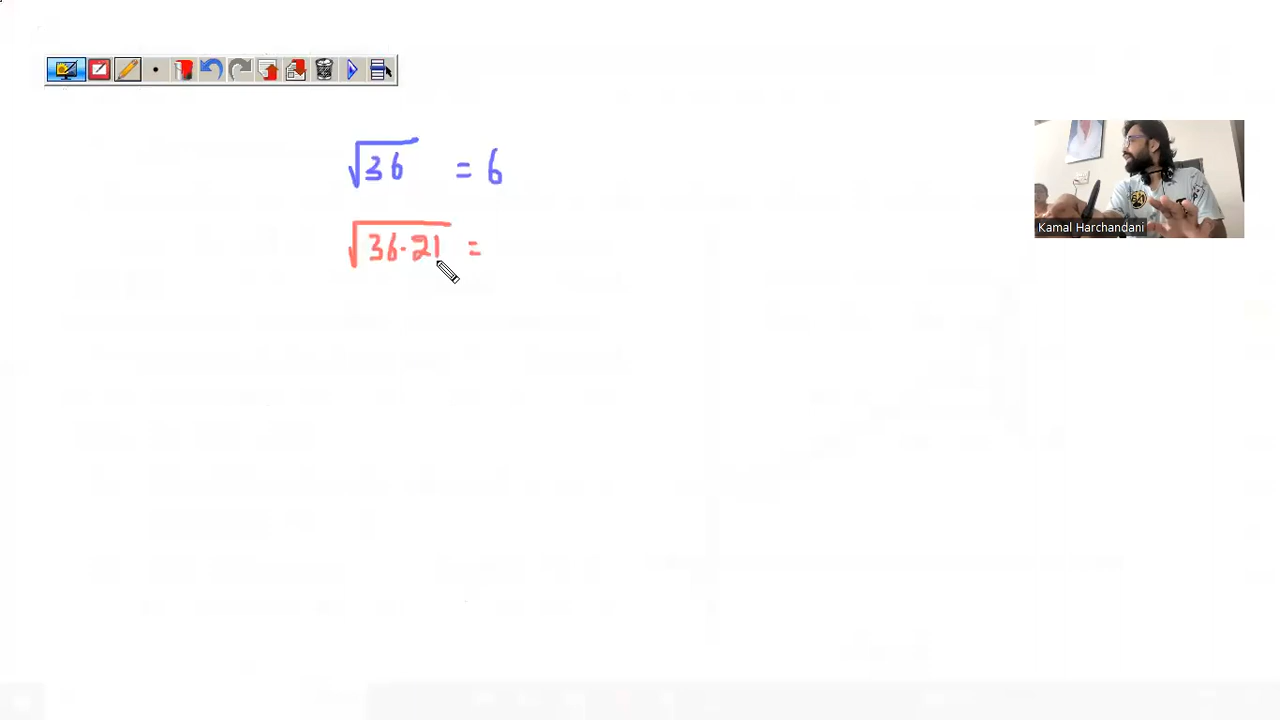 √36 = 6
√36.21 =
Kamal Harchandani